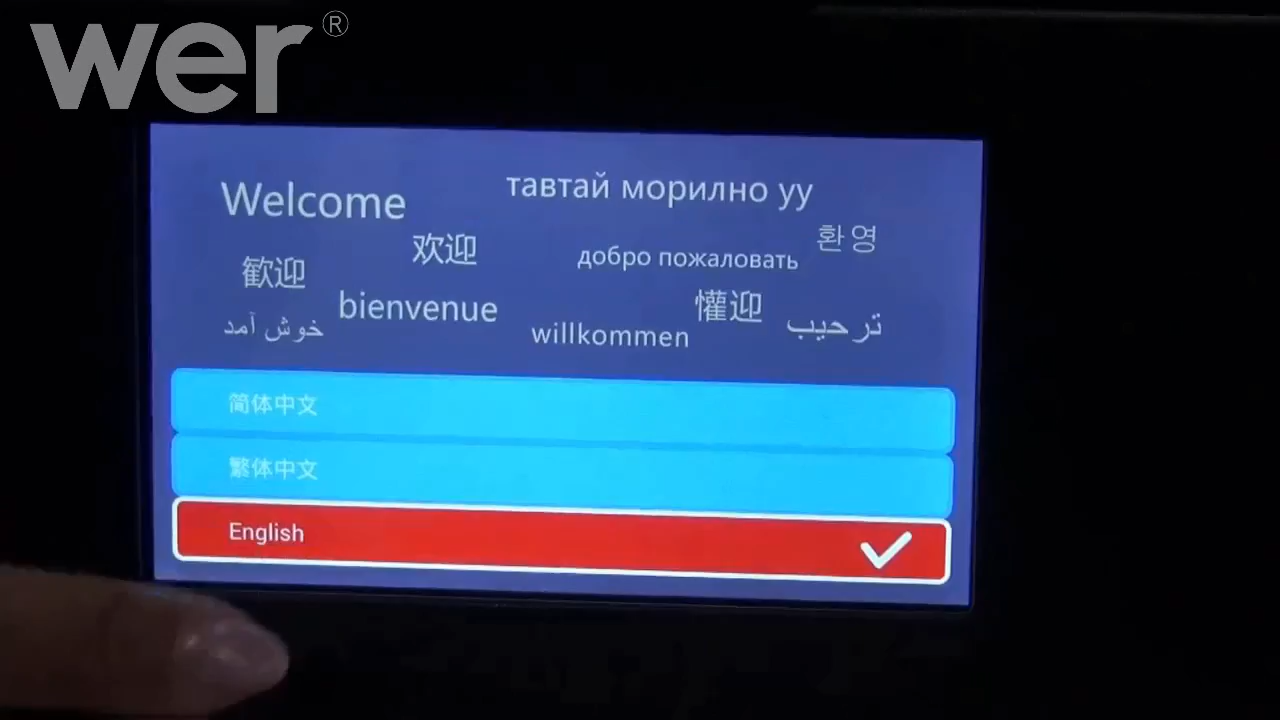 wer®
Welcome
тавтай морилно уу
欢迎
добро пожаловать
환영
歡迎
bienvenue
懽迎
خوش آمد
willkommen
ترحيب
简体中文
繁体中文
English